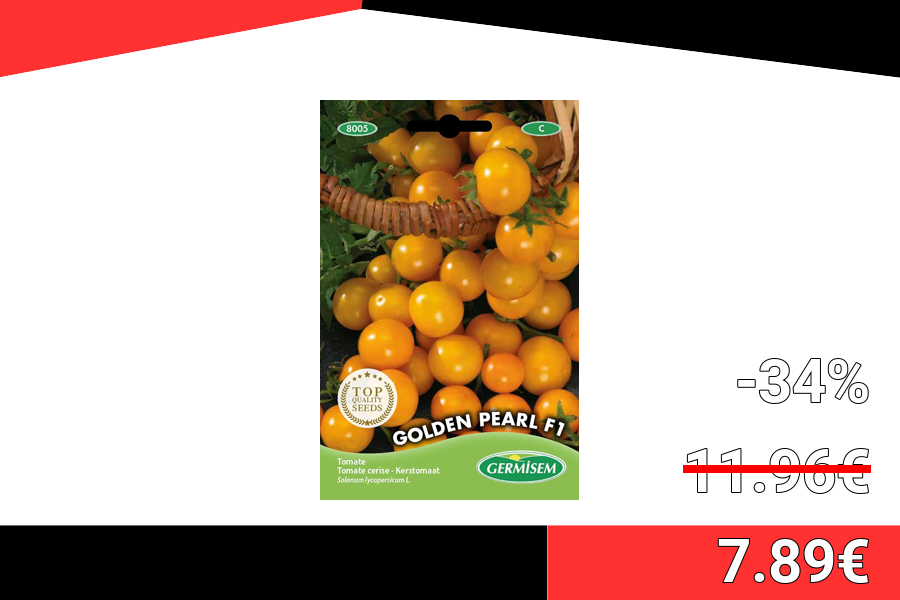 8005
C
TOP
QUALITY
SEEDS
GOLDEN PEARL F1
Tomate
Tomate cerise - Kerstomaat
Solanum lycopersicum L.
GERMISEM
-34%
11.96€
7.89€